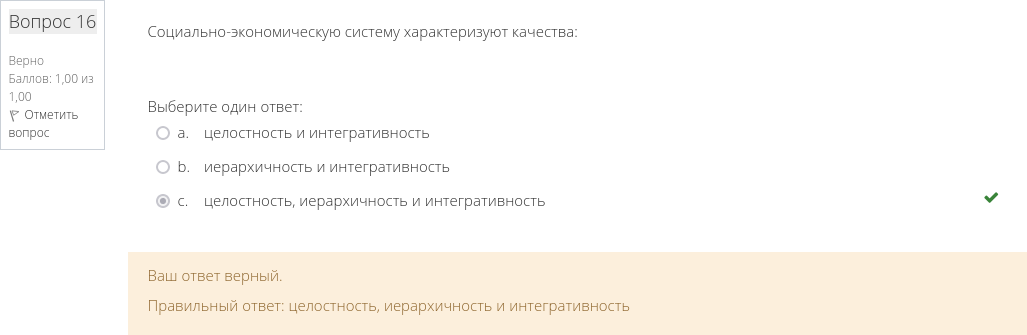 Вопрос 16
Верно
Баллов: 1,00 из
1,00
Отметить
вопрос
Социально-экономическую систему характеризуют качества:
Выберите один ответ:
a. целостность и интегративность
b. иерархичность и интегративность
c. целостность, иерархичность и интегративность
Ваш ответ верный.
Правильный ответ: целостность, иерархичность и интегративность